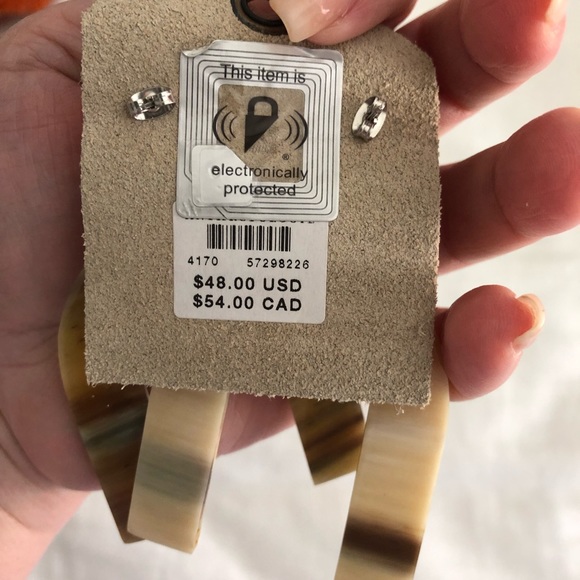 This item is
®
electronically
protected
4170 57298226
$48.00 USD
$54.00 CAD